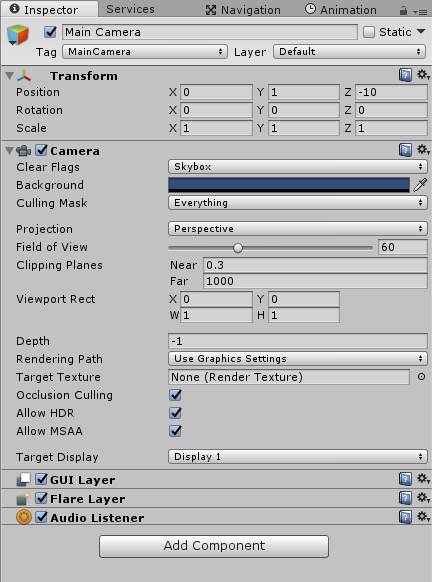 Inspector Services Navigation Animation
Main Camera Static
Tag MainCamera Layer Default
Transform
Position X 0 Y 1 Z -10
Rotation X 0 Y 0 Z 0
Scale X 1 Y 1 Z 1
Camera
Clear Flags Skybox
Background
Culling Mask Everything
Projection Perspective
Field of View 60
Clipping Planes Near 0.3
Far 1000
Viewport Rect X 0 Y 0
W 1 H 1
Depth -1
Rendering Path Use Graphics Settings
Target Texture None (Render Texture)
Occlusion Culling
Allow HDR
Allow MSAA
Target Display Display 1
GUI Layer
Flare Layer
Audio Listener
Add Component